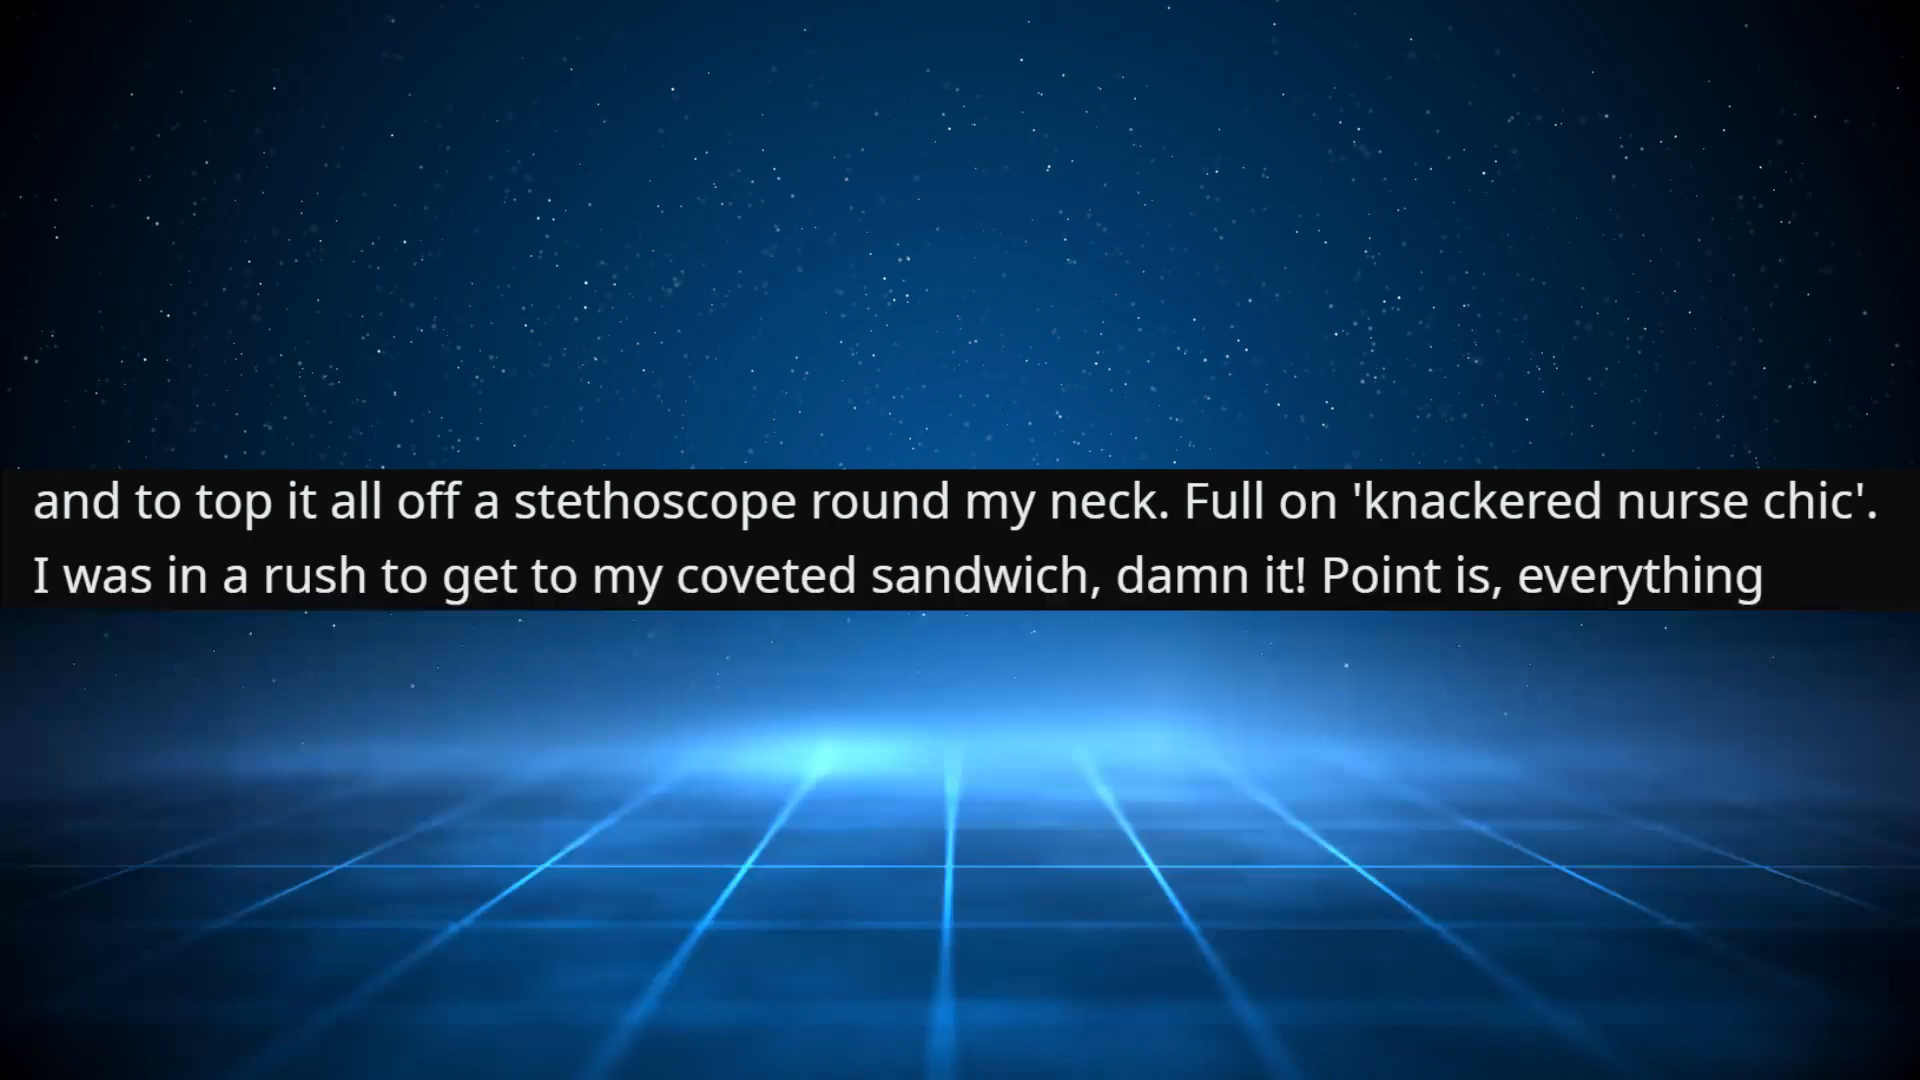 and to top it all off a stethoscope round my neck. Full on 'knackered nurse chic'.
I was in a rush to get to my coveted sandwich, damn it! Point is, everything